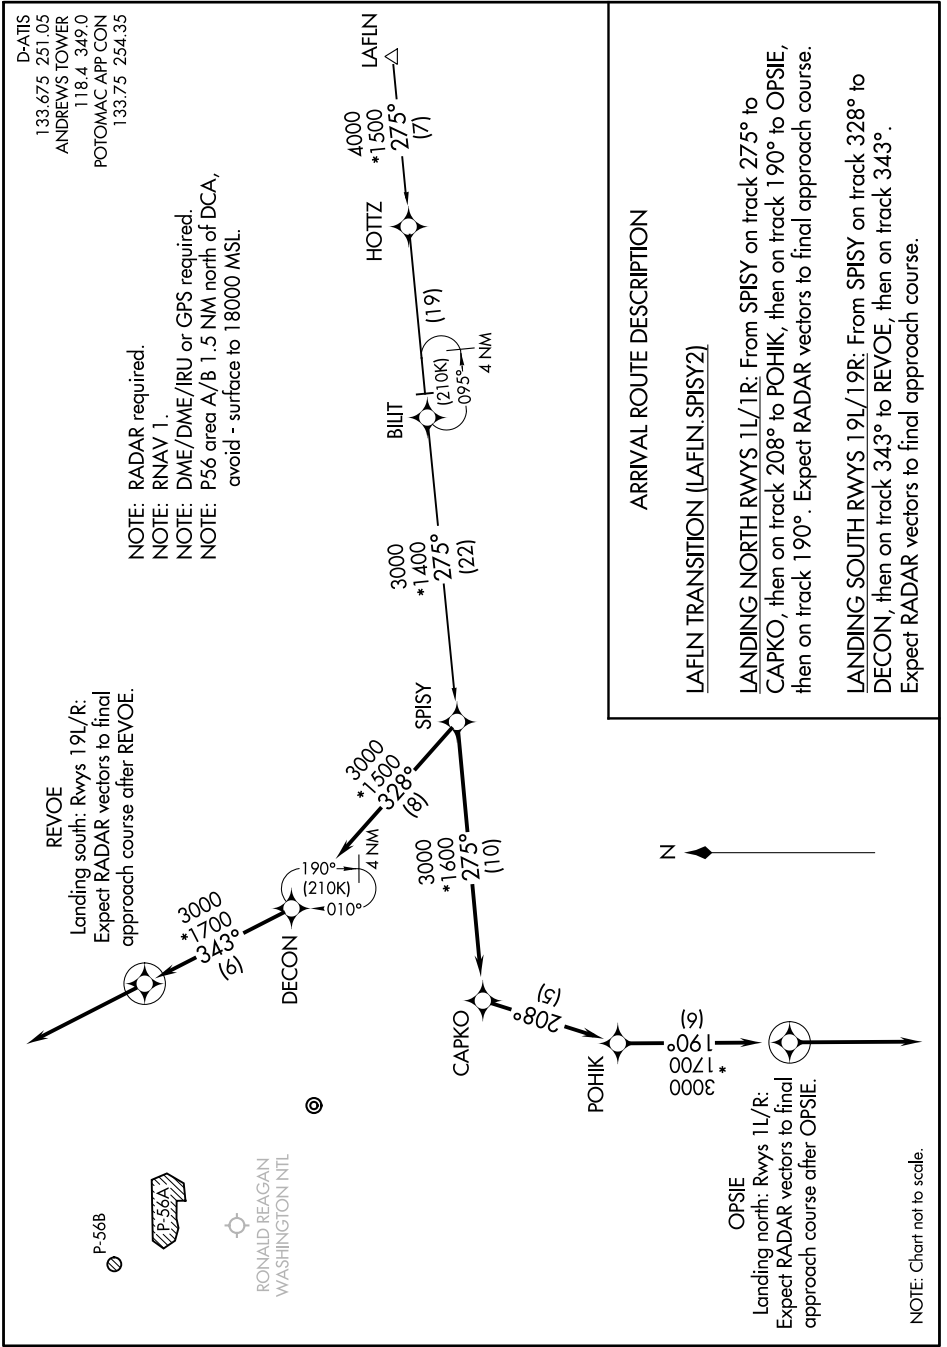 D-ATIS
133.675 251.05
ANDREWS TOWER
118.4 349.0
POTOMAC APP CON
133.75 254.35
NOTE: RADAR required.
NOTE: RNAV 1.
NOTE: DME/DME/IRU or GPS required.
NOTE: P56 area A/B 1.5 NM north of DCA,
avoid - surface to 18000 MSL.
REVOE
Landing south: Rwys 19L/R:
Expect RADAR vectors to final
approach course after REVOE.
3000
*1700
343°
(6)
DECON
190°
(210K)
010°
4 NM
3000
*1500
328°
(8)
SPISY
3000
*1400
275°
(22)
BILIT
(210K)
095°
4 NM
(19)
HOTTZ
4000
*1500
275°
(7)
LAFLN
P-56B
P-56A
RONALD REAGAN
WASHINGTON NTL
3000
*1600
275°
(10)
CAPKO
208°
(5)
POHIK
3000
*1700
190°
(6)
N
OPSIE
Landing north: Rwys 1L/R:
Expect RADAR vectors to final
approach course after OPSIE.
NOTE: Chart not to scale.
ARRIVAL ROUTE DESCRIPTION
LAFLN TRANSITION (LAFLN.SPISY2)
LANDING NORTH RWYS 1L/1R: From SPISY on track 275° to
CAPKO, then on track 208° to POHIK, then on track 190° to OPSIE,
then on track 190°. Expect RADAR vectors to final approach course.
LANDING SOUTH RWYS 19L/19R: From SPISY on track 328° to
DECON, then on track 343° to REVOE, then on track 343°.
Expect RADAR vectors to final approach course.